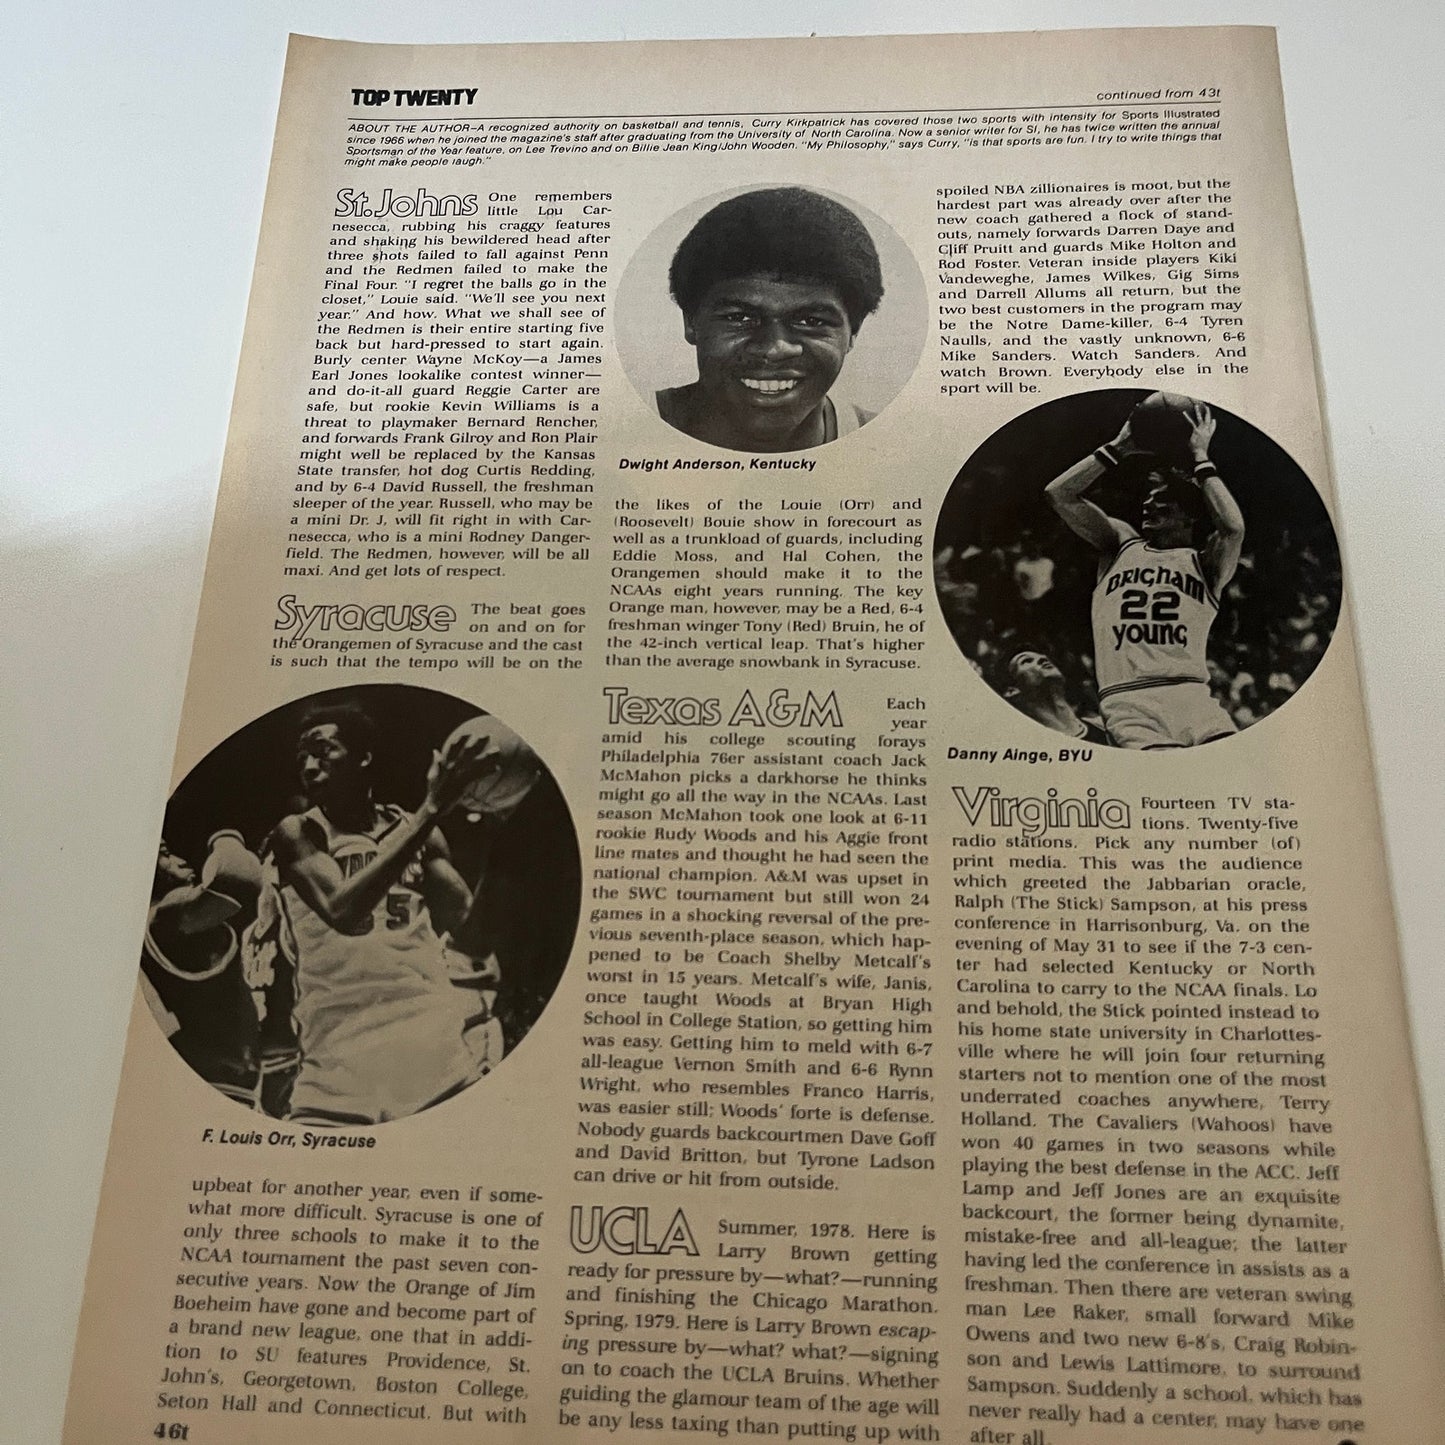 TOP TWENTY
continued from 43t
ABOUT THE AUTHOR–A recognized authority on basketball and tennis, Curry Kirkpatrick has covered those two sports with intensity for Sports Illustrated
since 1966 when he joined the magazine's staff after graduating from the University of North Carolina. Now a senior writer for SI, he has twice written the annual
Sportsman of the Year feature, on Lee Trevino and on Billie Jean King/John Wooden. "My Philosophy," says Curry, "is that sports are fun. I try to write things that
might make people laugh."
St. Johns One remembers
little Lou Car-
nesecca, rubbing his craggy features
and shaking his bewildered head after
three shots failed to fall against Penn
and the Redmen failed to make the
Final Four. "I regret the balls go in the
closet," Louie said. "We'll see you next
year." And how. What we shall see of
the Redmen is their entire starting five
back but hard-pressed to start again.
Burly center Wayne McKoy—a James
Earl Jones lookalike contest winner—
and do-it-all guard Reggie Carter are
safe, but rookie Kevin Williams is a
threat to playmaker Bernard Rencher,
and forwards Frank Gilroy and Ron Plair
might well be replaced by the Kansas
State transfer, hot dog Curtis Redding,
and by 6-4 David Russell, the freshman
sleeper of the year. Russell, who may be
a mini Dr. J, will fit right in with Car-
nesecca, who is a mini Rodney Danger-
field. The Redmen, however, will be all
maxi. And get lots of respect.
Syracuse The beat goes
on and on for
the Orangemen of Syracuse and the cast
is such that the tempo will be on the
5
F. Louis Orr, Syracuse
upbeat for another year, even if some-
what more difficult. Syracuse is one of
only three schools to make it to the
NCAA tournament the past seven con-
secutive years. Now the Orange of Jim
Boeheim have gone and become part of
a brand new league, one that in addi-
tion to SU features Providence, St.
John's, Georgetown, Boston College,
Seton Hall and Connecticut. But with
46t
Dwight Anderson, Kentucky
the likes of the Louie (Orr) and
(Roosevelt) Bouie show in forecourt as
well as a trunkload of guards, including
Eddie Moss, and Hal Cohen, the
Orangemen should make it to the
NCAAs eight years running. The key
Orange man, however, may be a Red, 6-4
freshman winger Tony (Red) Bruin, he of
the 42-inch vertical leap. That's higher
than the average snowbank in Syracuse.
Texas A&M Each
year
amid his college scouting forays
Philadelphia 76er assistant coach Jack
McMahon picks a darkhorse he thinks
might go all the way in the NCAAs. Last
season McMahon took one look at 6-11
rookie Rudy Woods and his Aggie front
line mates and thought he had seen the
national champion. A&M was upset in
the SWC tournament but still won 24
games in a shocking reversal of the pre-
vious seventh-place season, which hap-
pened to be Coach Shelby Metcalf's
worst in 15 years. Metcalf's wife, Janis,
once taught Woods at Bryan High
School in College Station, so getting him
was easy. Getting him to meld with 6-7
all-league Vernon Smith and 6-6 Rynn
Wright, who resembles Franco Harris,
was easier still; Woods' forte is defense.
Nobody guards backcourtmen Dave Goff
and David Britton, but Tyrone Ladson
can drive or hit from outside.
UCLA Summer, 1978. Here is
Larry Brown getting
ready for pressure by—what?—running
and finishing the Chicago Marathon.
Spring, 1979. Here is Larry Brown escap-
ing pressure by—what? what?—signing
on to coach the UCLA Bruins. Whether
guiding the glamour team of the age will
be any less taxing than putting up with
spoiled NBA zillionaires is moot, but the
hardest part was already over after the
new coach gathered a flock of stand-
outs, namely forwards Darren Daye and
Cliff Pruitt and guards Mike Holton and
Rod Foster. Veteran inside players Kiki
Vandeweghe, James Wilkes, Gig Sims
and Darrell Allums all return, but the
two best customers in the program may
be the Notre Dame-killer, 6-4 Tyren
Naulls, and the vastly unknown, 6-6
Mike Sanders. Watch Sanders. And
watch Brown. Everybody else in the
sport will be.
BRIGHAM
22
YOUNG
Danny Ainge, BYU
Virginia Fourteen TV sta-
tions. Twenty-five
radio stations. Pick any number (of)
print media. This was the audience
which greeted the Jabbarian oracle,
Ralph (The Stick) Sampson, at his press
conference in Harrisonburg, Va. on the
evening of May 31 to see if the 7-3 cen-
ter had selected Kentucky or North
Carolina to carry to the NCAA finals. Lo
and behold, the Stick pointed instead to
his home state university in Charlottes-
ville where he will join four returning
starters not to mention one of the most
underrated coaches anywhere, Terry
Holland. The Cavaliers (Wahoos) have
won 40 games in two seasons while
playing the best defense in the ACC. Jeff
Lamp and Jeff Jones are an exquisite
backcourt, the former being dynamite,
mistake-free and all-league; the latter
having led the conference in assists as a
freshman. Then there are veteran swing
man Lee Raker, small forward Mike
Owens and two new 6-8's, Craig Robin-
son and Lewis Lattimore, to surround
Sampson. Suddenly a school, which has
never really had a center, may have one
after all.